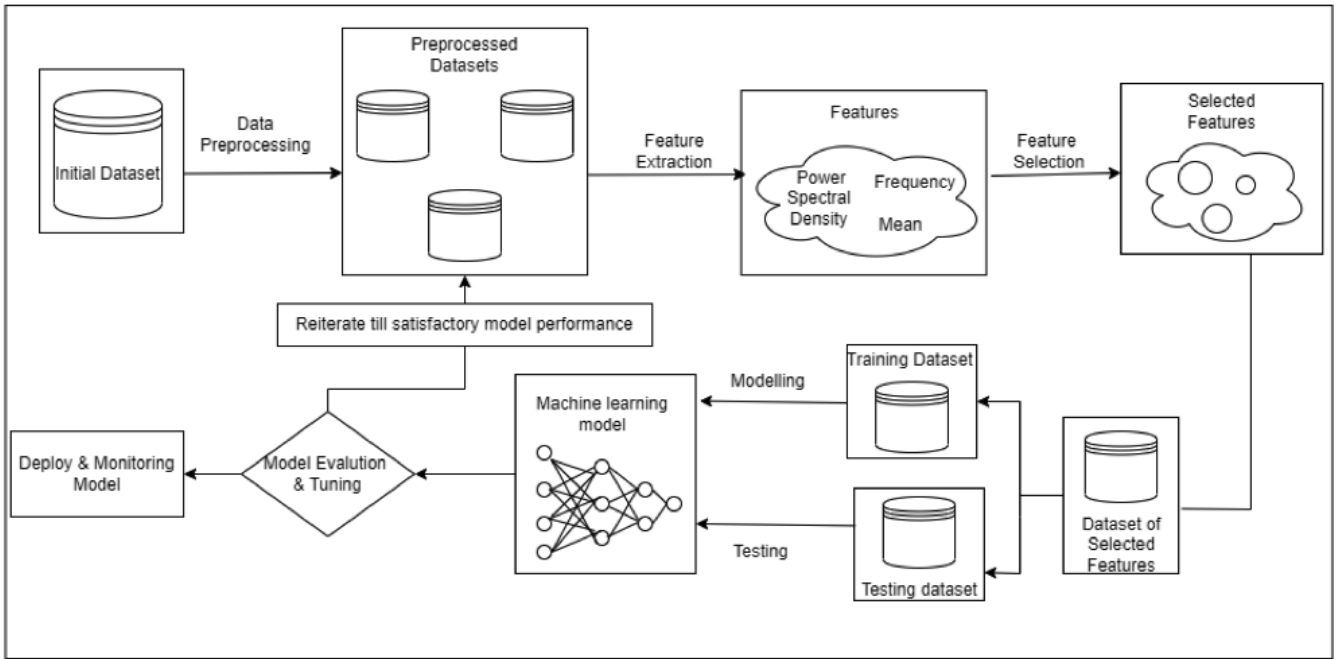 Initial Dataset
Data
Preprocessing
Preprocessed
Datasets
Feature
Extraction
Features
Power
Spectral
Density
Frequency
Mean
Feature
Selection
Selected
Features
Reiterate till satisfactory model performance
Deploy & Monitoring
Model
Model Evalution
& Tuning
Machine learning
model
Modelling
Testing
Training Dataset
Testing dataset
Dataset of
Selected
Features